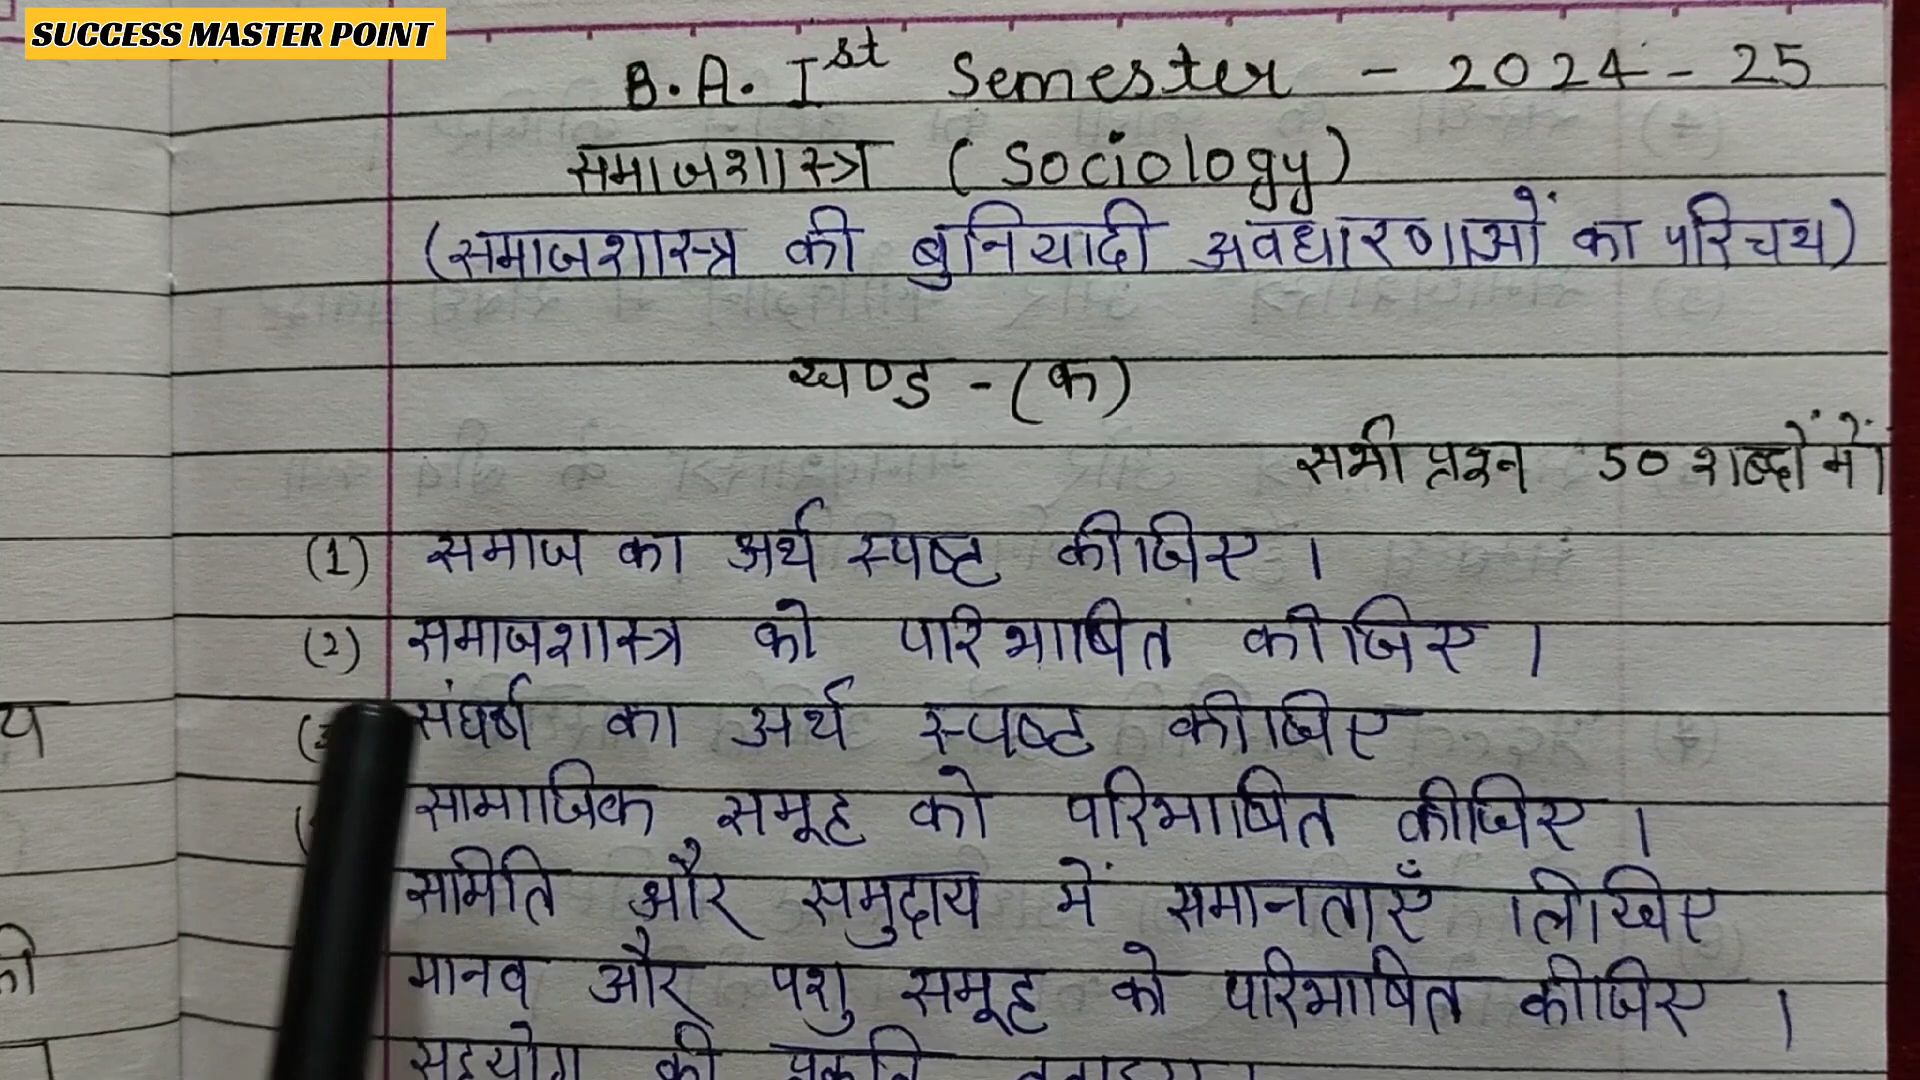 SUCCESS MASTER POINT
B.A. Ist Semester - 2024-25
समाजशास्त्र (Sociology)
(समाजशास्त्र की बुनियादी अवधारणाओं का परिचय)
खण्ड -(क)
सभी प्रश्न 50 शब्दों में।
(1) समाज का अर्थ स्पष्ट कीजिए।
(2) समाजशास्त्र को परिभाषित कीजिए।
संघर्ष का अर्थ स्पष्ट कीजिए
सामाजिक समूह को परिभाषित कीजिए।
समिति और समुदाय में समानताएँ लिखिए
मानव और पशु समूह को परिभाषित कीजिए।
सहयोग की प्रकृति